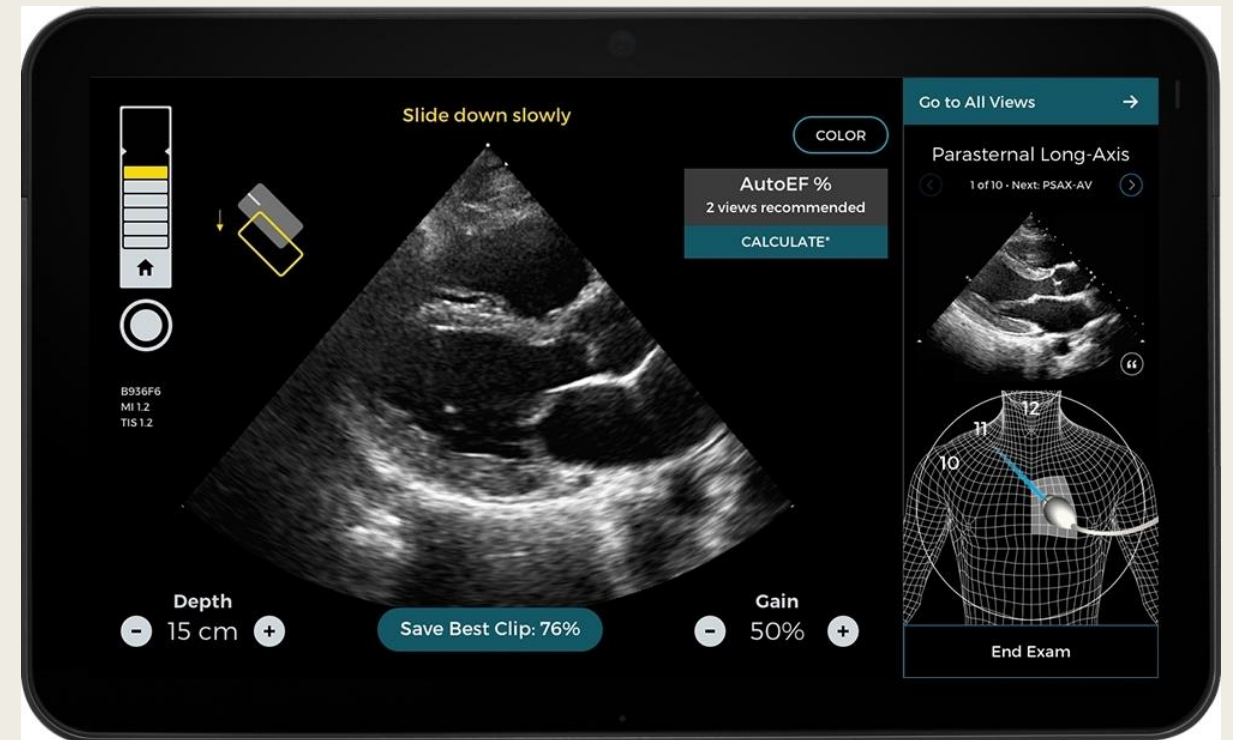 Slide down slowly
COLOR
AutoEF %
2 views recommended
CALCULATE*
B936F6
MI 1.2
TIS 1.2
Depth
- 15 cm +
Save Best Clip: 76%
Gain
- 50% +
Go to All Views →
Parasternal Long-Axis
1 of 10 • Next: PSAX-AV
“
12
11
10
End Exam